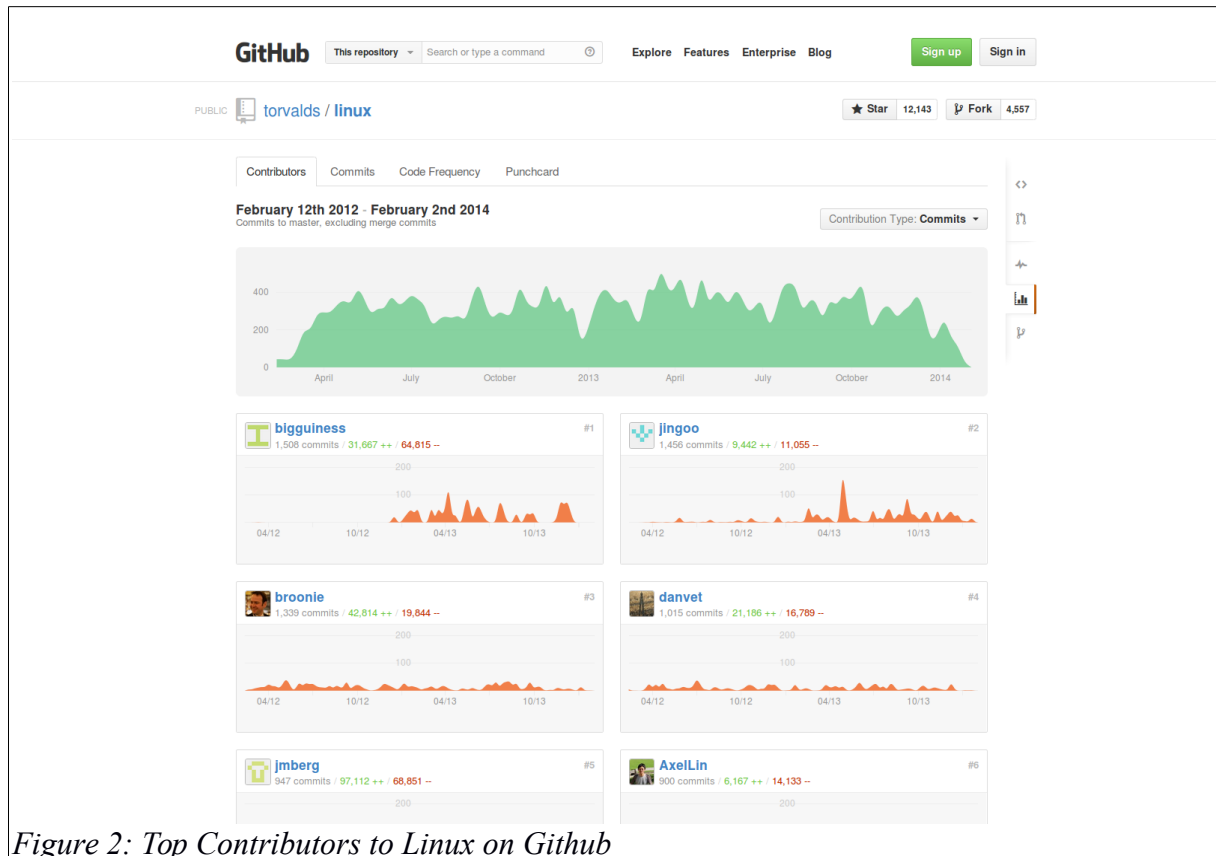 GitHub This repository Search or type a command Explore Features Enterprise Blog Sign up Sign in
PUBLIC torvalds / linux Star 12,143 Fork 4,557
Contributors Commits Code Frequency Punchcard
February 12th 2012 - February 2nd 2014
Commits to master, excluding merge commits
Contribution Type: Commits
400
200
0
April July October 2013 April July October 2014
bigguiness #1
1,508 commits / 31,667 ++ / 64,815 --
200
100
04/12 10/12 04/13 10/13
jingoo #2
1,456 commits / 9,442 ++ / 11,055 --
200
100
04/12 10/12 04/13 10/13
broonie #3
1,339 commits / 42,814 ++ / 19,844 --
200
100
04/12 10/12 04/13 10/13
danvet #4
1,015 commits / 21,186 ++ / 16,789 --
200
100
04/12 10/12 04/13 10/13
jmberg #5
947 commits / 97,112 ++ / 68,851 --
200
AxelLin #6
900 commits / 6,167 ++ / 14,133 --
200
Figure 2: Top Contributors to Linux on Github